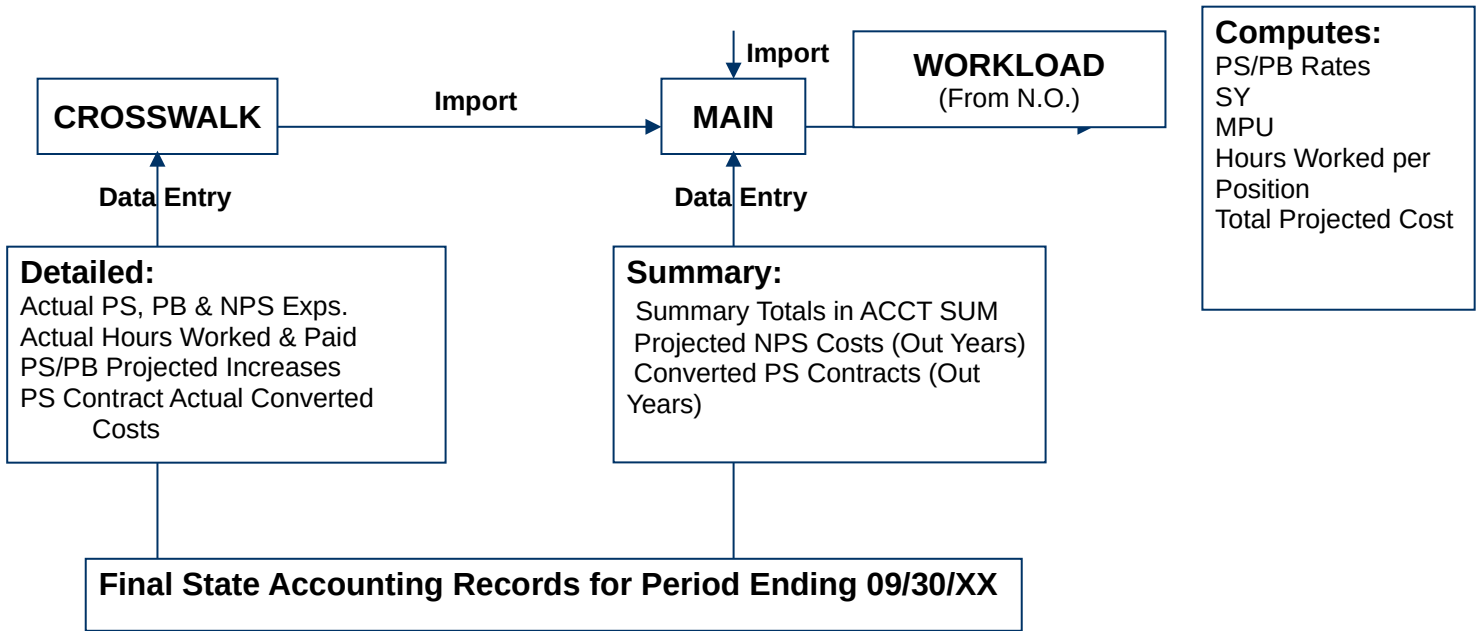 CROSSWALK
Import
Import
MAIN
WORKLOAD
(From N.O.)
Computes:
PS/PB Rates
SY
MPU
Hours Worked per
Position
Total Projected Cost
Data Entry
Data Entry
Detailed:
Actual PS, PB & NPS Exps.
Actual Hours Worked & Paid
PS/PB Projected Increases
PS Contract Actual Converted
Costs
Summary:
Summary Totals in ACCT SUM
Projected NPS Costs (Out Years)
Converted PS Contracts (Out
Years)
Final State Accounting Records for Period Ending 09/30/XX